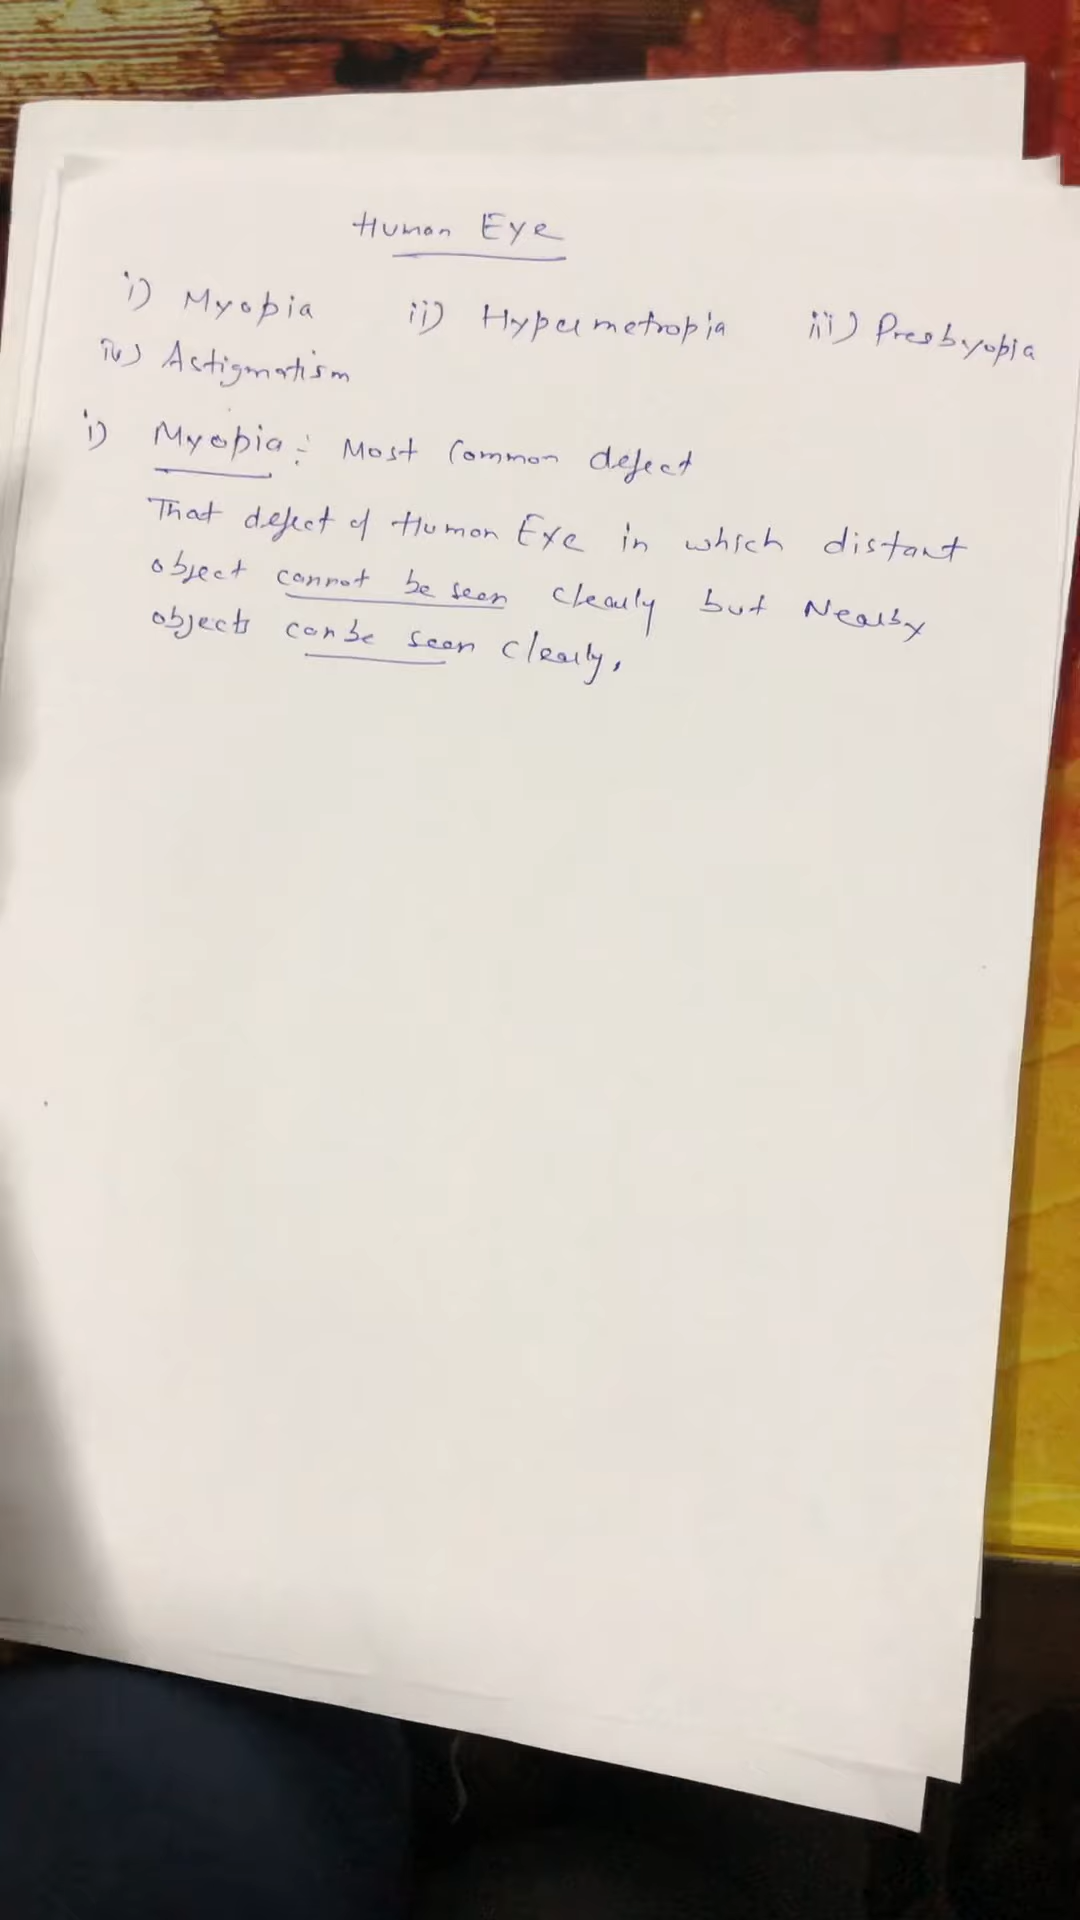 Human Eye
i) Myopia ii) Hypermetropia iii) Presbyopia
iv) Astigmatism
i) Myopia : Most Common defect
That defect of Human Eye in which distant
object cannot be seen clearly but Nearby
objects can be seen clearly.